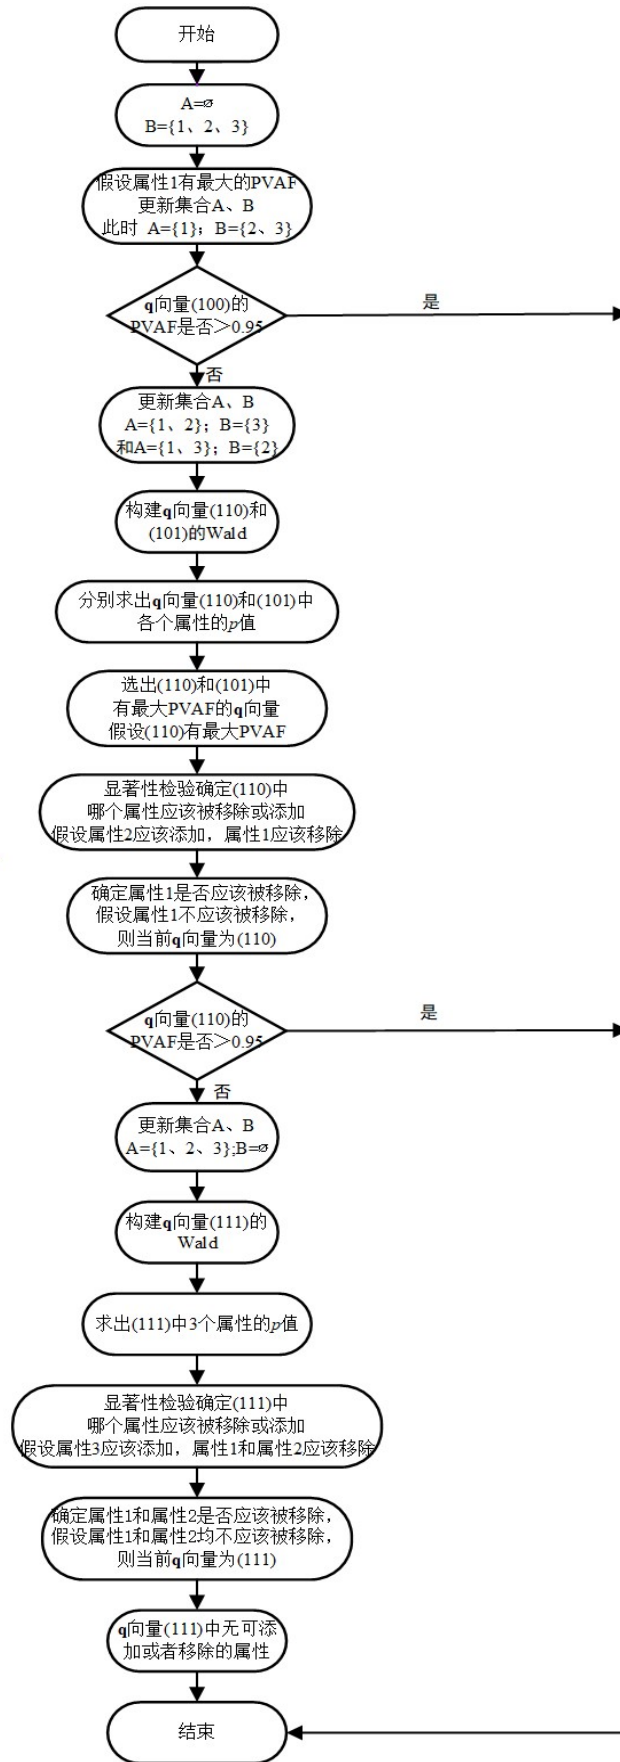 开始
A=∅
B={1、2、3}
假设属性1有最大的PVAF
更新集合A、B
此时 A={1}；B={2、3}
q向量(100)的
PVAF是否＞0.95
是
否
更新集合A、B
A={1、2}；B={3}
和A={1、3}；B={2}
构建q向量(110)和
(101)的Wald
分别求出q向量(110)和(101)中
各个属性的p值
选出(110)和(101)中
有最大PVAF的q向量
假设(110)有最大PVAF
显著性检验确定(110)中
哪个属性应该被移除或添加
假设属性2应该添加，属性1应该移除
确定属性1是否应该被移除，
假设属性1不应该被移除，
则当前q向量为(110)
q向量(110)的
PVAF是否＞0.95
是
否
更新集合A、B
A={1、2、3};B=∅
构建q向量(111)的
Wald
求出(111)中3个属性的p值
显著性检验确定(111)中
哪个属性应该被移除或添加
假设属性3应该添加，属性1和属性2应该移除
确定属性1和属性2是否应该被移除，
假设属性1和属性2均不应该被移除，
则当前q向量为(111)
q向量(111)中无可添
加或者移除的属性
结束